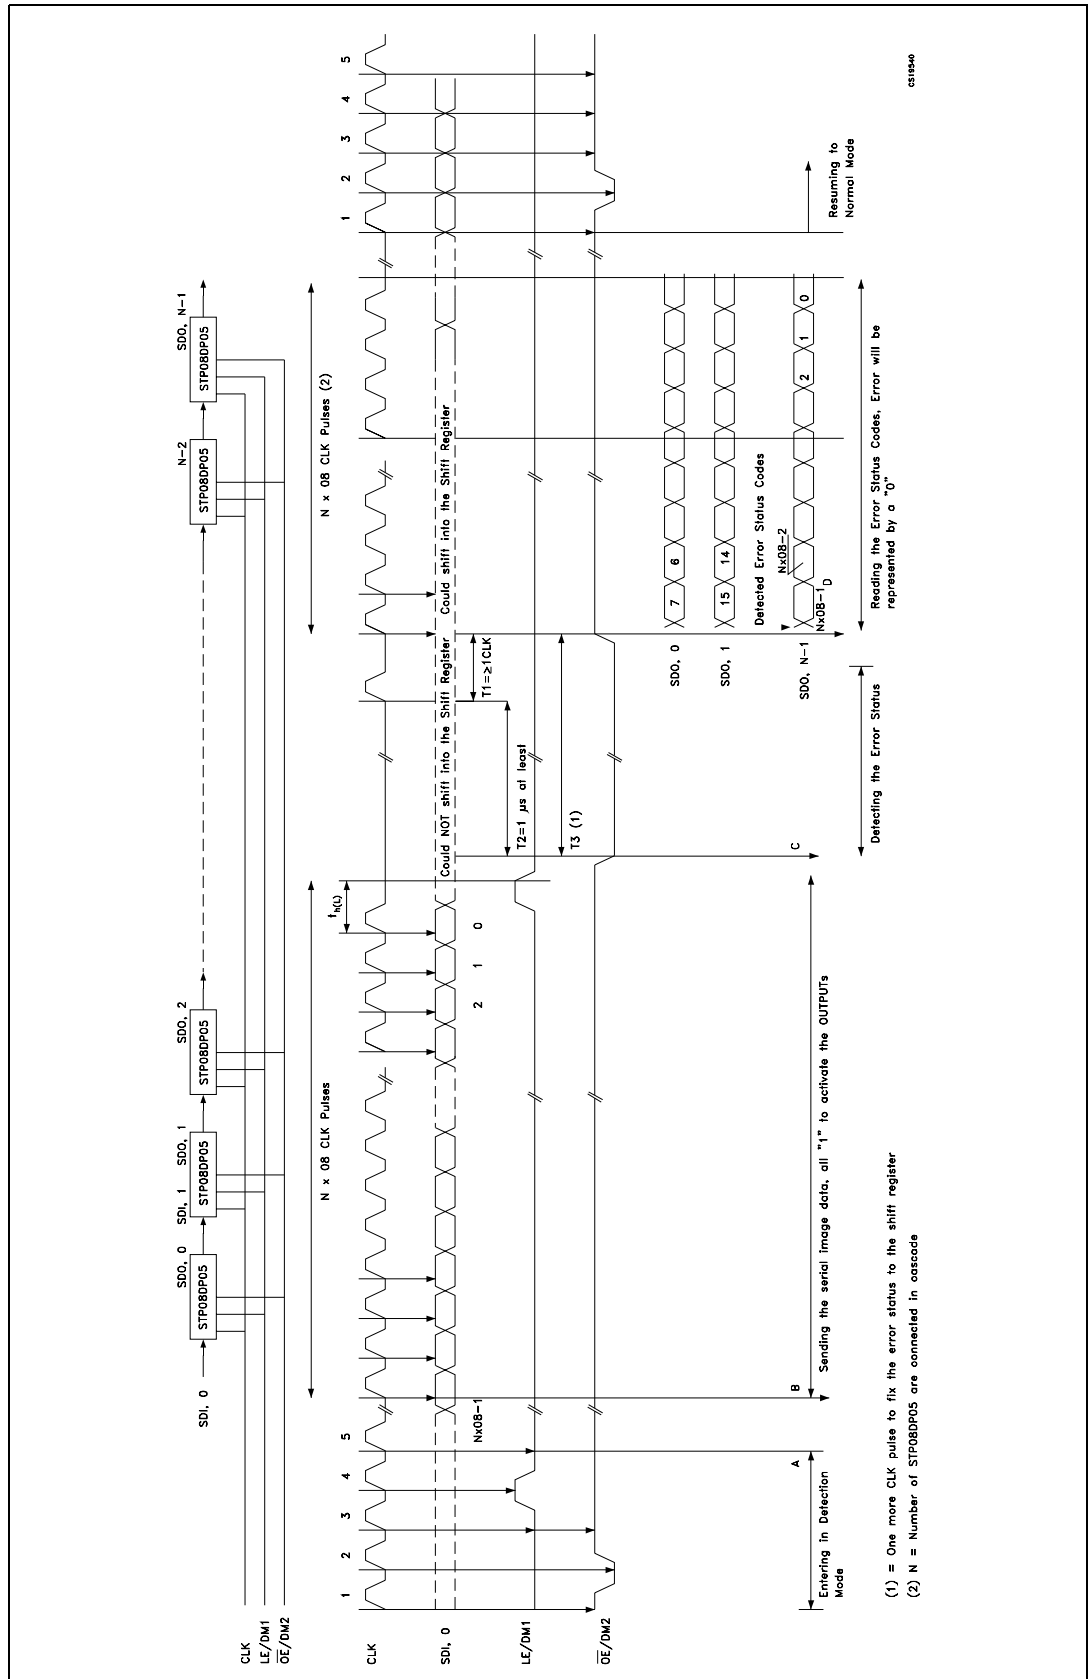 SDI, 0
STP08DP05
SDO, 0
SDI, 1
STP08DP05
SDO, 1
STP08DP05
SDO, 2
STP08DP05
N-2
STP08DP05
SDO, N-1
CLK
LE/DM1
OE/DM2
N x 08 CLK Pulses
N x 08 CLK Pulses (2)
CLK
1 2 3 4 5
1 2 3 4 5
th(L)
SDI, 0
Could NOT shift into the Shift Register
Could shift into the Shift Register
Nx08-1
2 1 0
T1=≥1CLK
T2=1 µs at least
T3 (1)
LE/DM1
OE/DM2
SDO, 0
7 6
SDO, 1
15 14
Detected Error Status Codes
Nx08-2
SDO, N-1
2 1 0
Nx08-1
A
B
C
D
Entering in Detection
Mode
Sending the serial image data, all "1" to activate the OUTPUTs
Detecting the Error Status
Reading the Error Status Codes, Error will be
represented by a "0"
Resuming to
Normal Mode
(1) = One more CLK pulse to fix the error status to the shift register
(2) N = Number of STP08DP05 are connected in cascade
CS19540